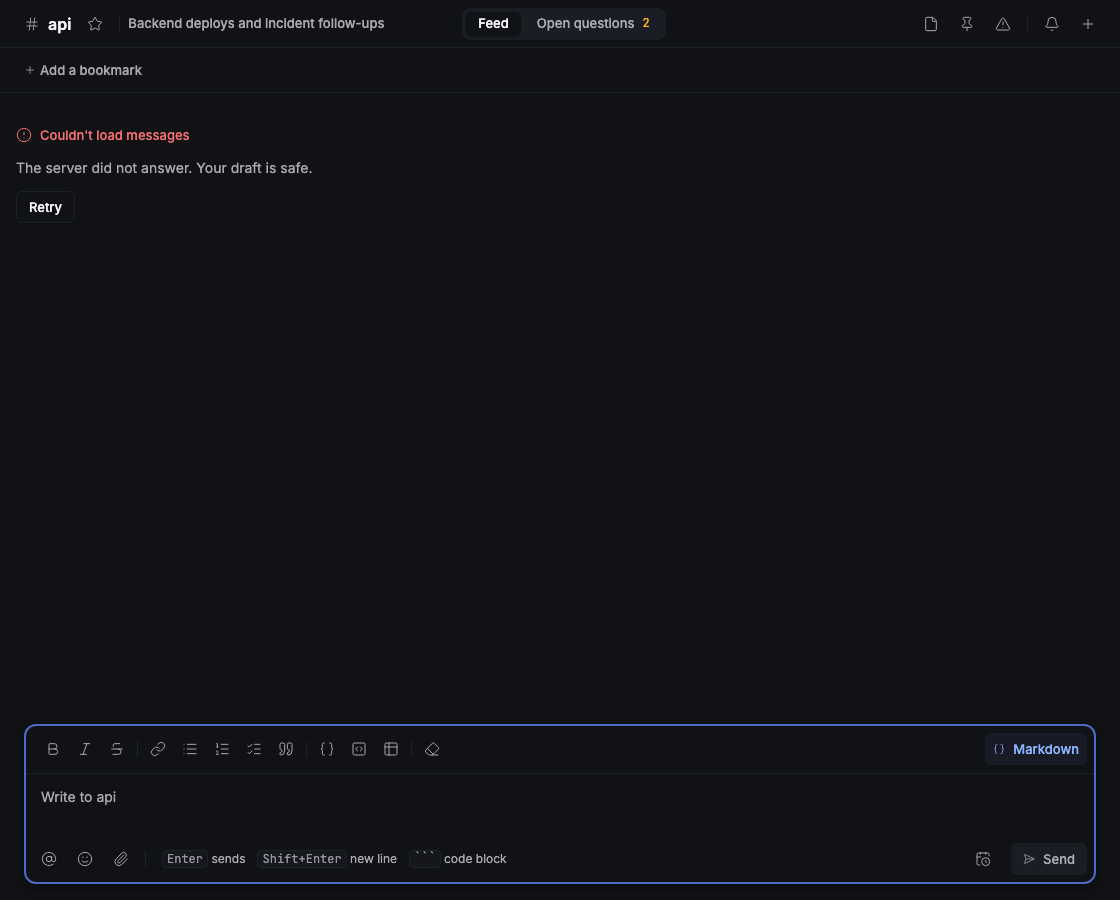 # api Backend deploys and incident follow-ups Feed Open questions 2
+ Add a bookmark
Couldn't load messages
The server did not answer. Your draft is safe.
Retry
Markdown
Write to api
Enter sends Shift+Enter new line ``` code block Send